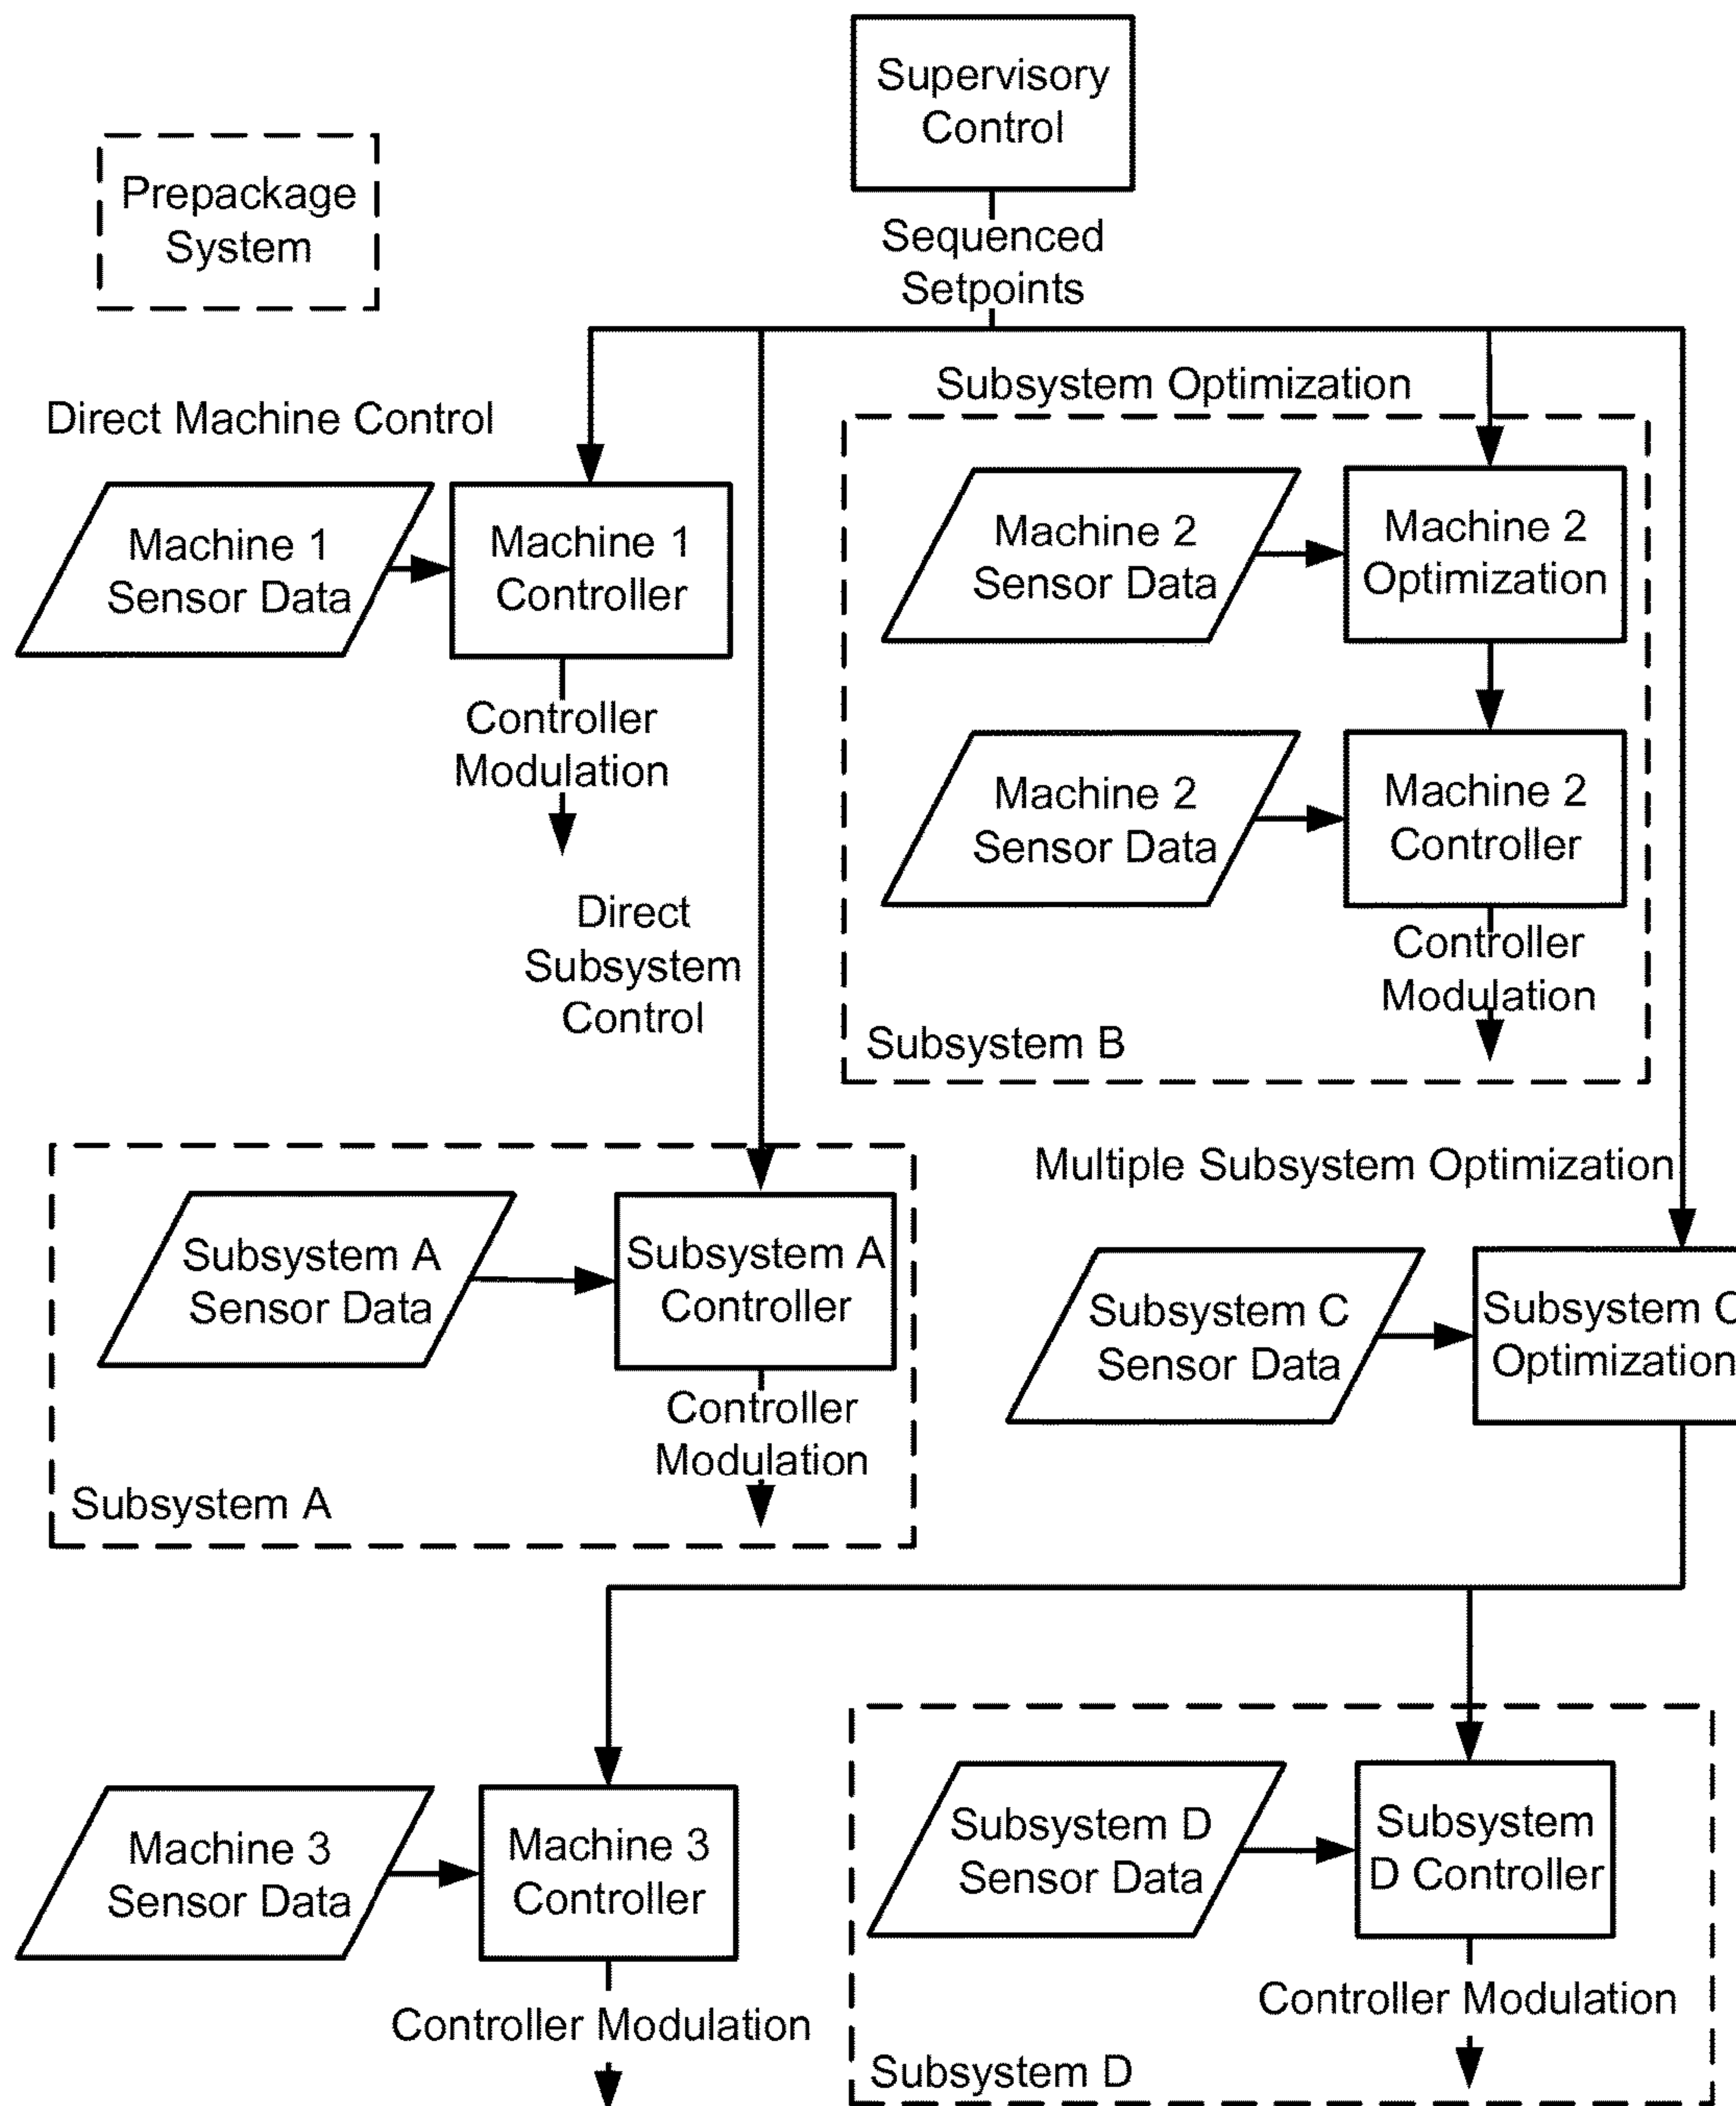 Supervisory
Control
Prepackage
System
Sequenced
Setpoints
Direct Machine Control
Subsystem Optimization
Machine 1
Sensor Data
Machine 1
Controller
Machine 2
Sensor Data
Machine 2
Optimization
Controller
Modulation
Machine 2
Sensor Data
Machine 2
Controller
Direct
Subsystem
Control
Controller
Modulation
Subsystem B
Multiple Subsystem Optimization
Subsystem A
Sensor Data
Subsystem A
Controller
Subsystem C
Sensor Data
Subsystem C
Optimization
Controller
Modulation
Subsystem A
Machine 3
Sensor Data
Machine 3
Controller
Subsystem D
Sensor Data
Subsystem
D Controller
Controller Modulation
Controller Modulation
Subsystem D